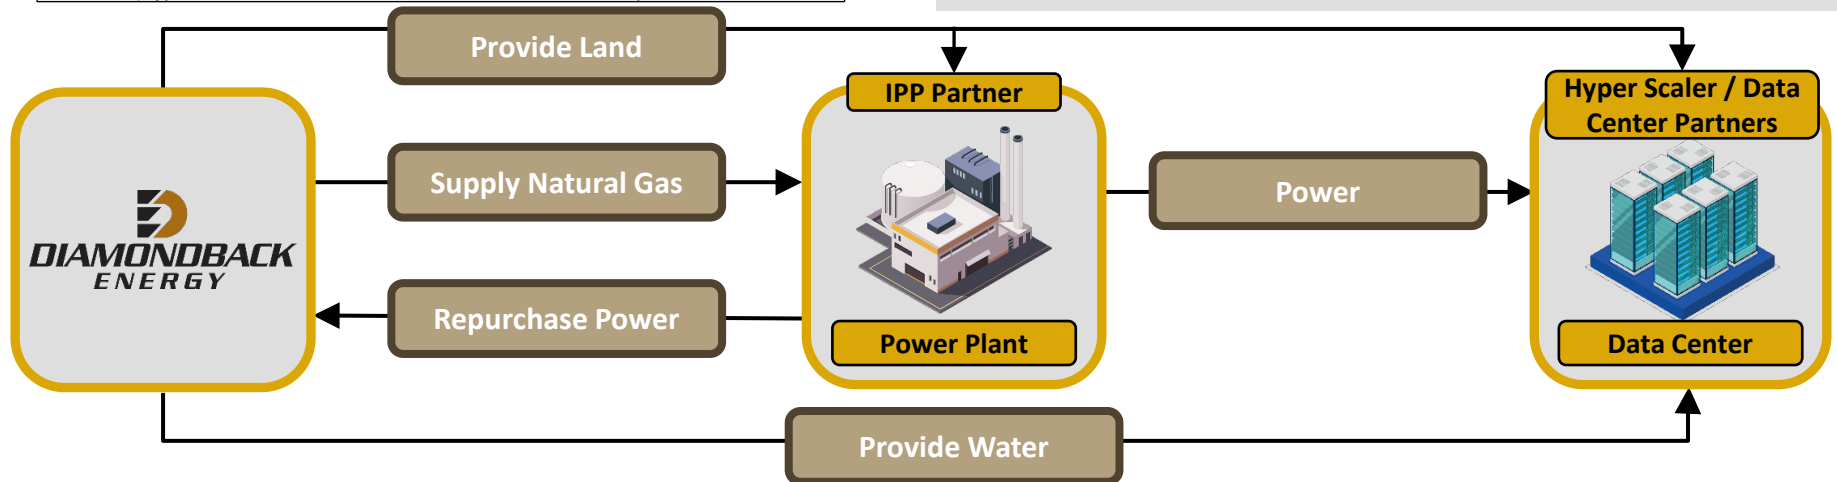 Provide Land
IPP Partner
Hyper Scaler / Data
Center Partners
Supply Natural Gas
Power
DIAMONDBACK
ENERGY
Repurchase Power
Power Plant
Data Center
Provide Water